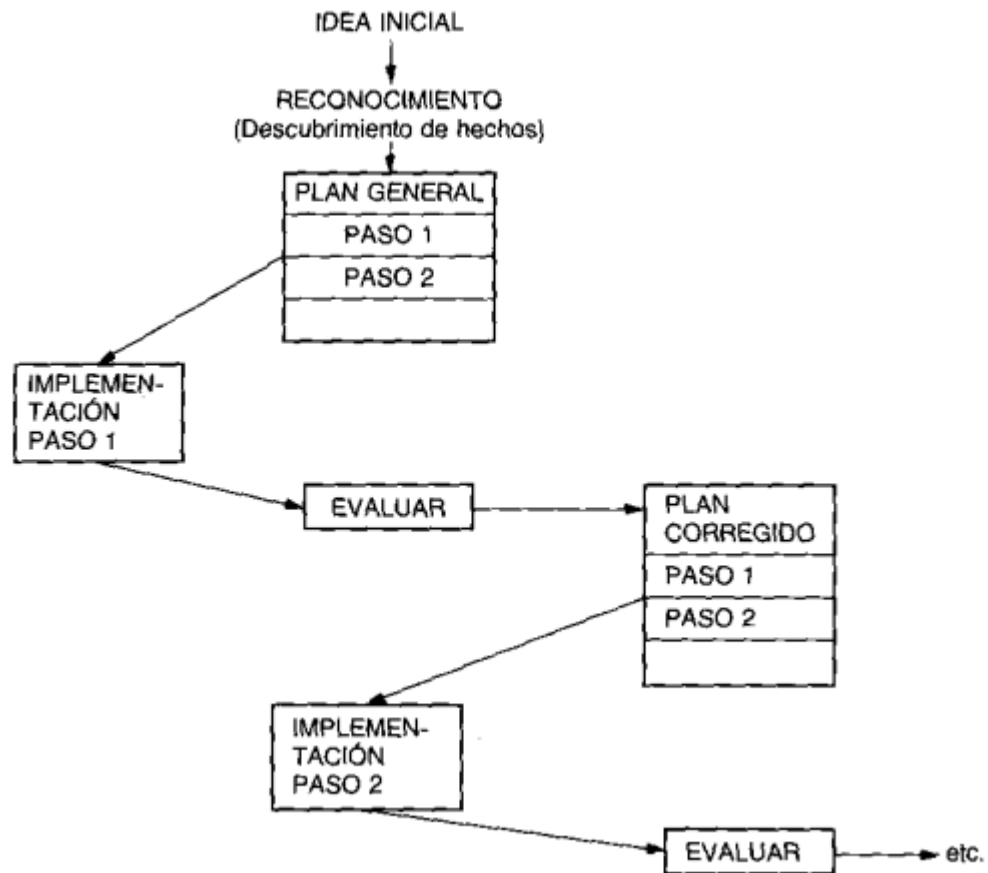 IDEA INICIAL
RECONOCIMIENTO
(Descubrimiento de hechos)
PLAN GENERAL
PASO 1
PASO 2
IMPLEMEN-
TACIÓN
PASO 1
EVALUAR
PLAN
CORREGIDO
PASO 1
PASO 2
IMPLEMEN-
TACIÓN
PASO 2
EVALUAR
etc.